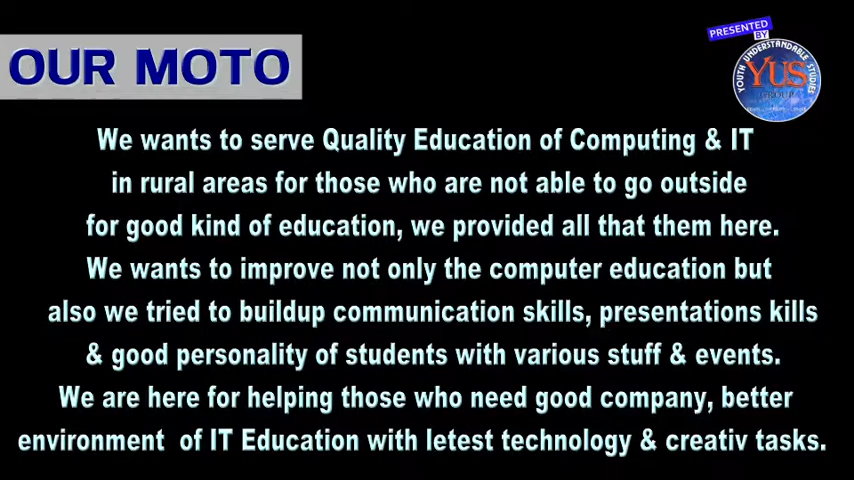 OUR MOTO
PRESENTED
BY
YOUTH UNDERSTANDABLE STUDIES
YUS
GROUP
We wants to serve Quality Education of Computing & IT
in rural areas for those who are not able to go outside
for good kind of education, we provided all that them here.
We wants to improve not only the computer education but
also we tried to buildup communication skills, presentations kills
& good personality of students with various stuff & events.
We are here for helping those who need good company, better
environment of IT Education with letest technology & creativ tasks.